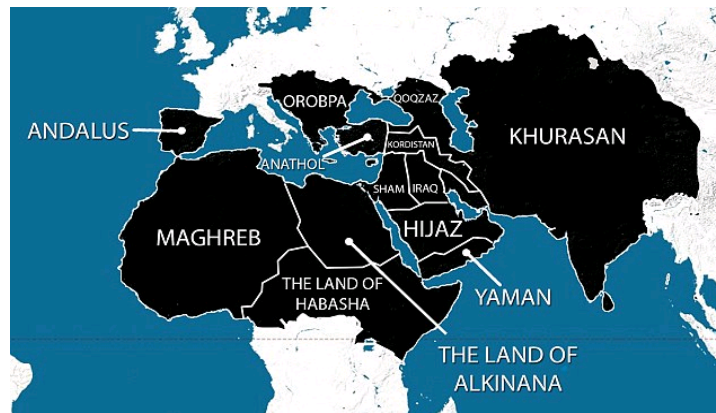 OROBPA
QOQZAZ
ANDALUS
KHURASAN
ANATHOL
KORDISTAN
SHAM
IRAQ
MAGHREB
HIJAZ
THE LAND OF
HABASHA
YAMAN
THE LAND OF
ALKINANA